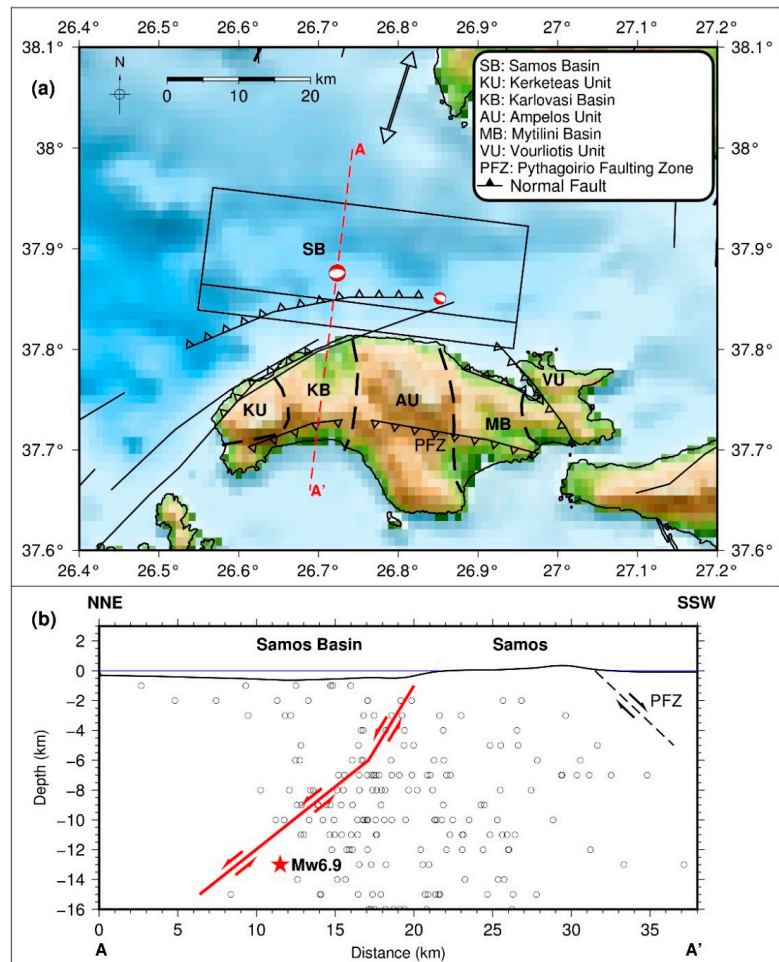 26.4° 26.5° 26.6° 26.7° 26.8° 26.9° 27° 27.1° 27.2°
38.1° 38.1°
(a)
N
km
0 10 20
SB: Samos Basin
KU: Kerketeas Unit
KB: Karlovasi Basin
AU: Ampelos Unit
MB: Mytilini Basin
VU: Vourliotis Unit
PFZ: Pythagoirio Faulting Zone
Normal Fault
38° A 38°
37.9° SB 37.9°
37.8° 37.8°
VU
KB
KU AU
MB
PFZ
37.7° 37.7°
A'
37.6° 37.6°
26.4° 26.5° 26.6° 26.7° 26.8° 26.9° 27° 27.1° 27.2°
NNE SSW
(b)
Samos Basin Samos
2
0
PFZ
−2
−4
−6
Depth (km)
−8
−10
−12
Mw6.9
−14
−16
0 5 10 15 20 25 30 35
A Distance (km) A'